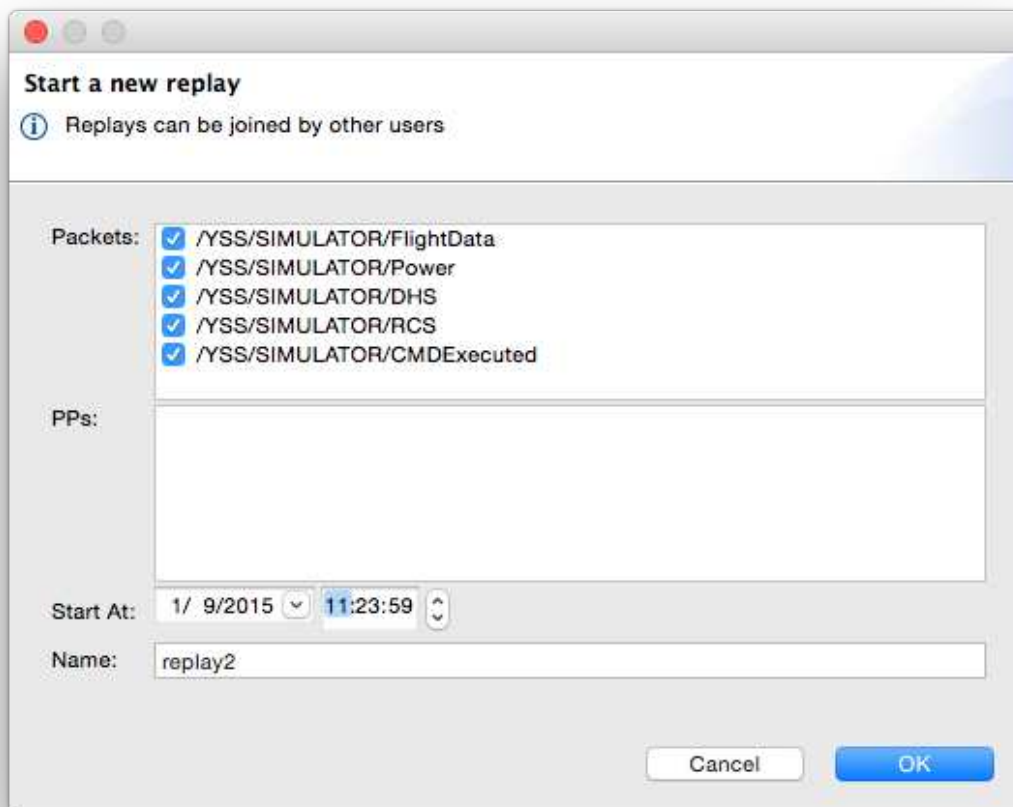 Start a new replay
Replays can be joined by other users
Packets:
/YSS/SIMULATOR/FlightData
/YSS/SIMULATOR/Power
/YSS/SIMULATOR/DHS
/YSS/SIMULATOR/RCS
/YSS/SIMULATOR/CMDExecuted
PPs:
Start At: 1/ 9/2015 11:23:59
Name: replay2
Cancel OK